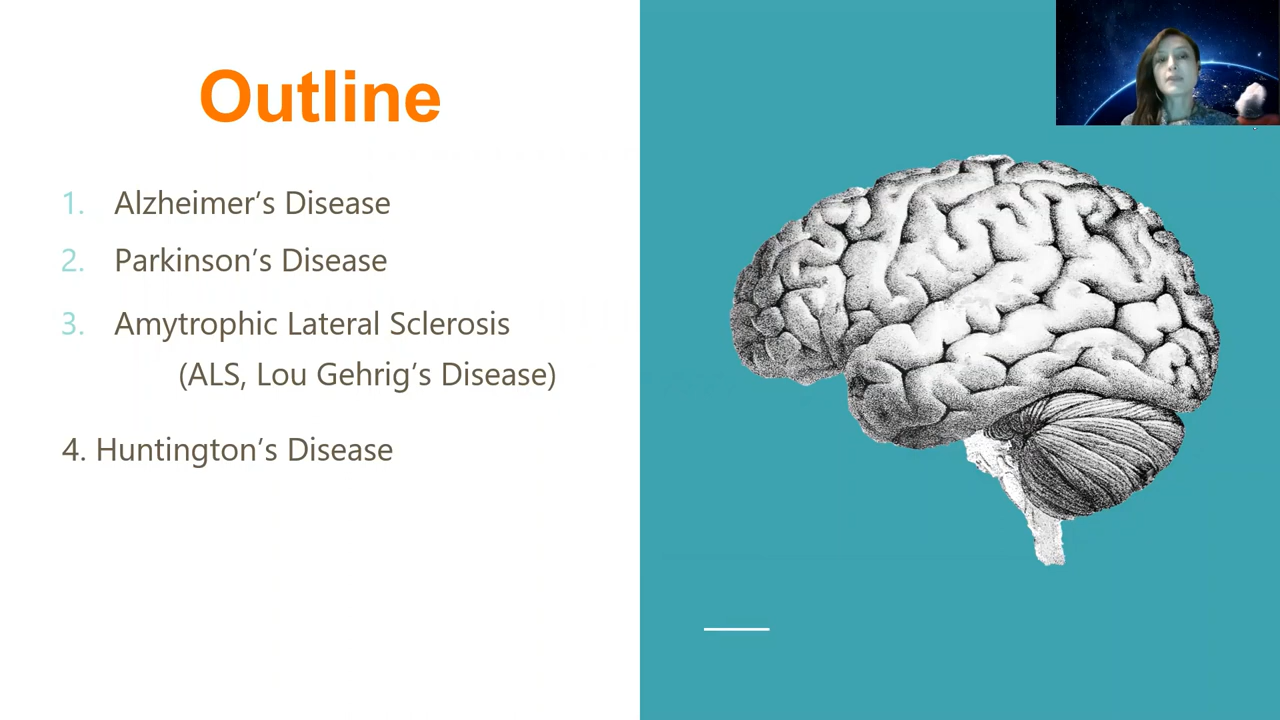 Outline
1. Alzheimer’s Disease
2. Parkinson’s Disease
3. Amytrophic Lateral Sclerosis
(ALS, Lou Gehrig’s Disease)
4. Huntington’s Disease